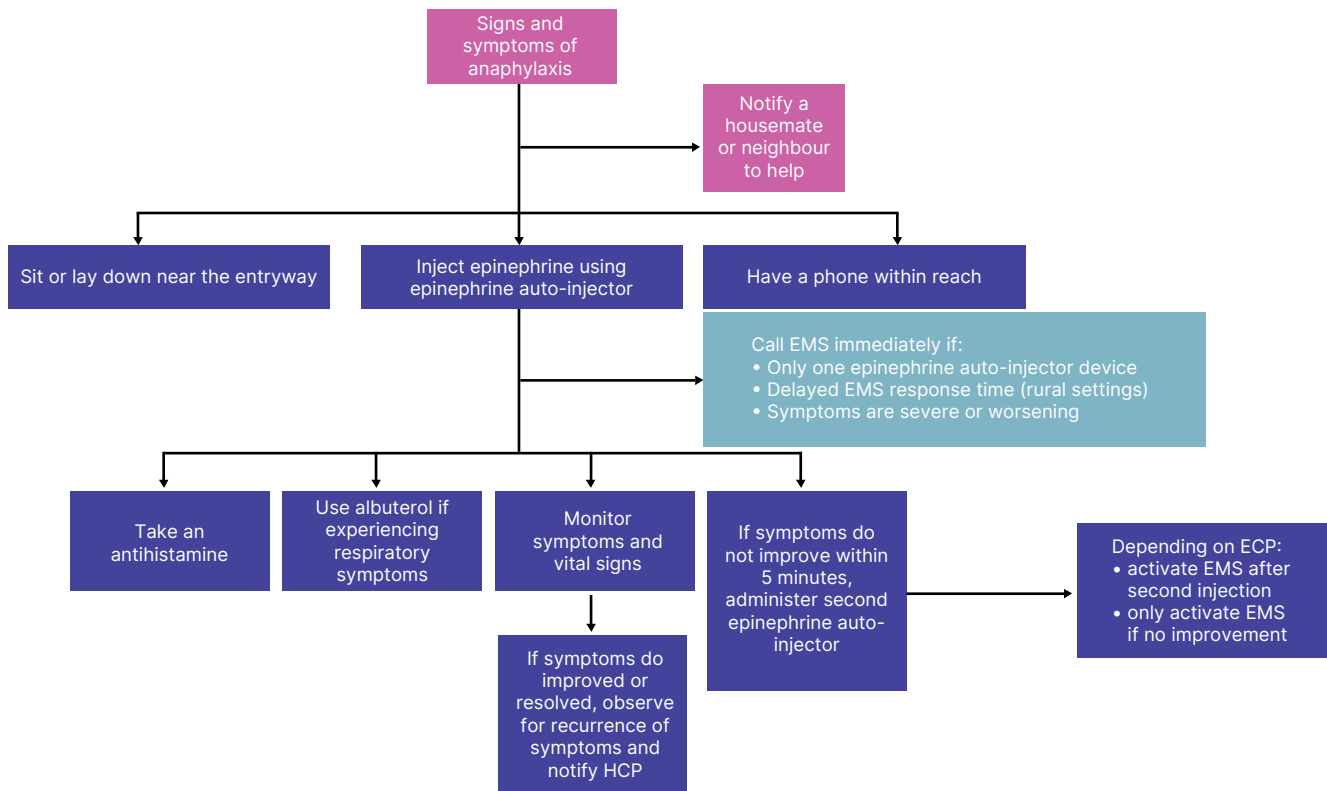 Signs and
symptoms of
anaphylaxis
Notify a
housemate
or neighbour
to help
Sit or lay down near the entryway
Inject epinephrine using
epinephrine auto-injector
Have a phone within reach
Call EMS immediately if:
• Only one epinephrine auto-injector device
• Delayed EMS response time (rural settings)
• Symptoms are severe or worsening
Take an
antihistamine
Use albuterol if
experiencing
respiratory
symptoms
Monitor
symptoms and
vital signs
If symptoms do
not improve within
5 minutes,
administer second
epinephrine auto-
injector
Depending on ECP:
• activate EMS after
second injection
• only activate EMS
if no improvement
If symptoms do
improved or
resolved, observe
for recurrence of
symptoms and
notify HCP